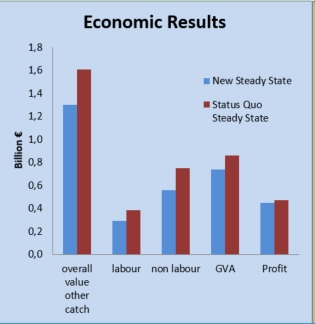 Economic Results
1,8
1,6
1,4
1,2
1,0
0,8
0,6
0,4
0,2
0,0
Billion €
New Steady State
Status Quo
Steady State
overall
value
other
catch
labour
non labour
GVA
Profit